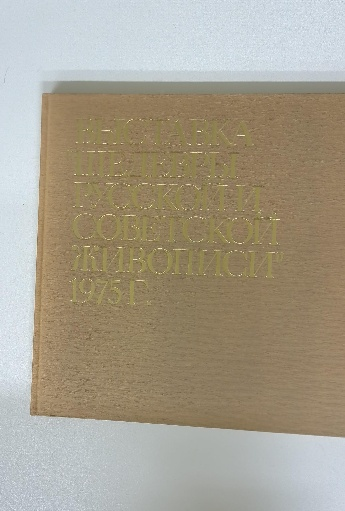 ВЫСТАВКА
ШЕДЕВРЫ
РУССКОЙ И
СОВЕТСКОЙ
ЖИВОПИСИ"
1975 Г.